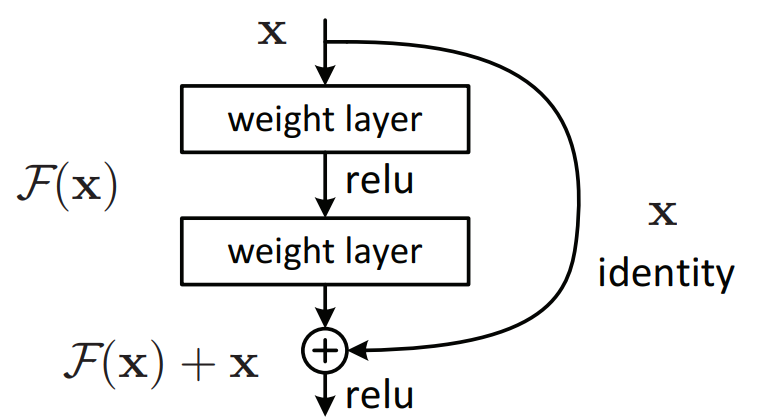 x
weight layer
relu
F(x)
weight layer
x
identity
F(x) + x
relu